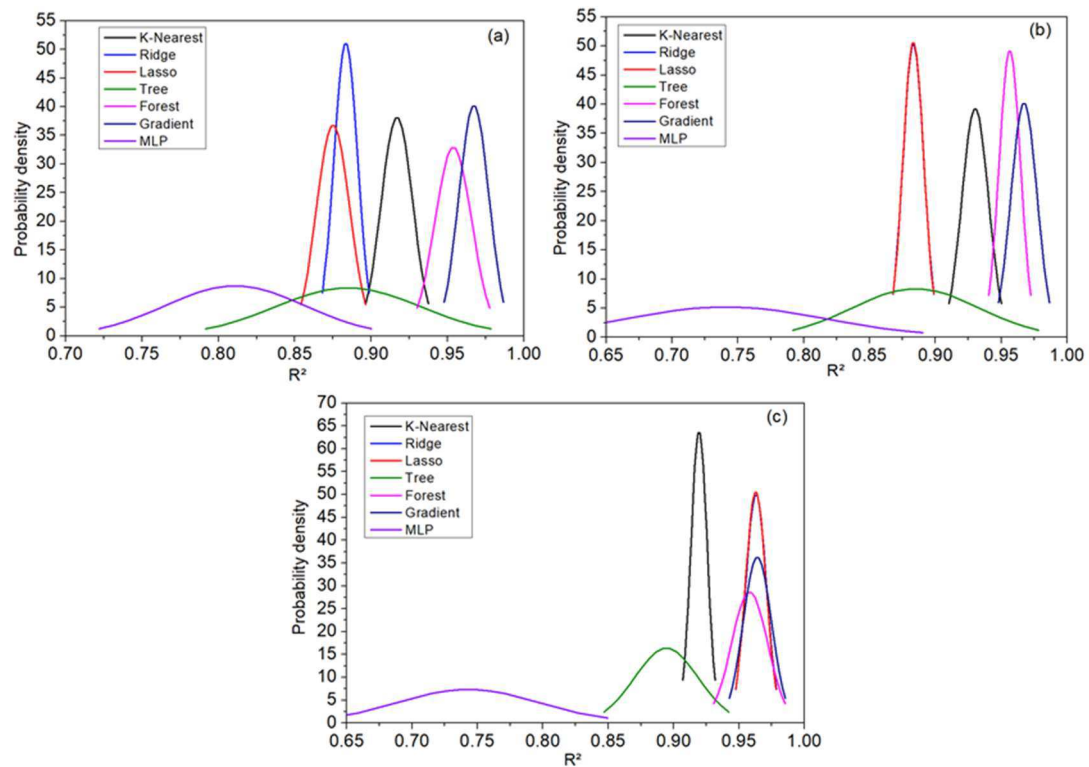 (a)
K-Nearest
Ridge
Lasso
Tree
Forest
Gradient
MLP
Probability density
55
50
45
40
35
30
25
20
15
10
5
0
0.70 0.75 0.80 0.85 0.90 0.95 1.00
R²
(b)
K-Nearest
Ridge
Lasso
Tree
Forest
Gradient
MLP
Probability density
55
50
45
40
35
30
25
20
15
10
5
0
0.65 0.70 0.75 0.80 0.85 0.90 0.95 1.00
R²
(c)
K-Nearest
Ridge
Lasso
Tree
Forest
Gradient
MLP
Probability density
70
65
60
55
50
45
40
35
30
25
20
15
10
5
0
0.65 0.70 0.75 0.80 0.85 0.90 0.95 1.00
R²